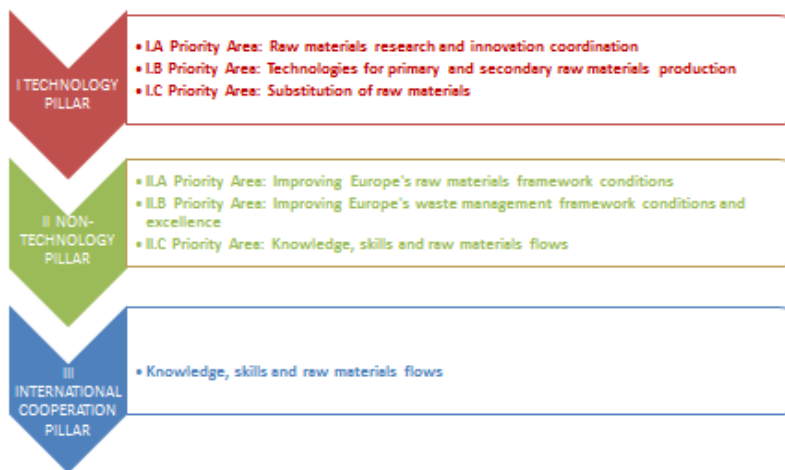 I TECHNOLOGY
PILLAR
• I.A Priority Area: Raw materials research and innovation coordination
• I.B Priority Area: Technologies for primary and secondary raw materials production
• I.C Priority Area: Substitution of raw materials
II NON-
TECHNOLOGY
PILLAR
• II.A Priority Area: Improving Europe's raw materials framework conditions
• II.B Priority Area: Improving Europe's waste management framework conditions and
excellence
• II.C Priority Area: Knowledge, skills and raw materials flows
III
INTERNATIONAL
COOPERATION
PILLAR
• Knowledge, skills and raw materials flows